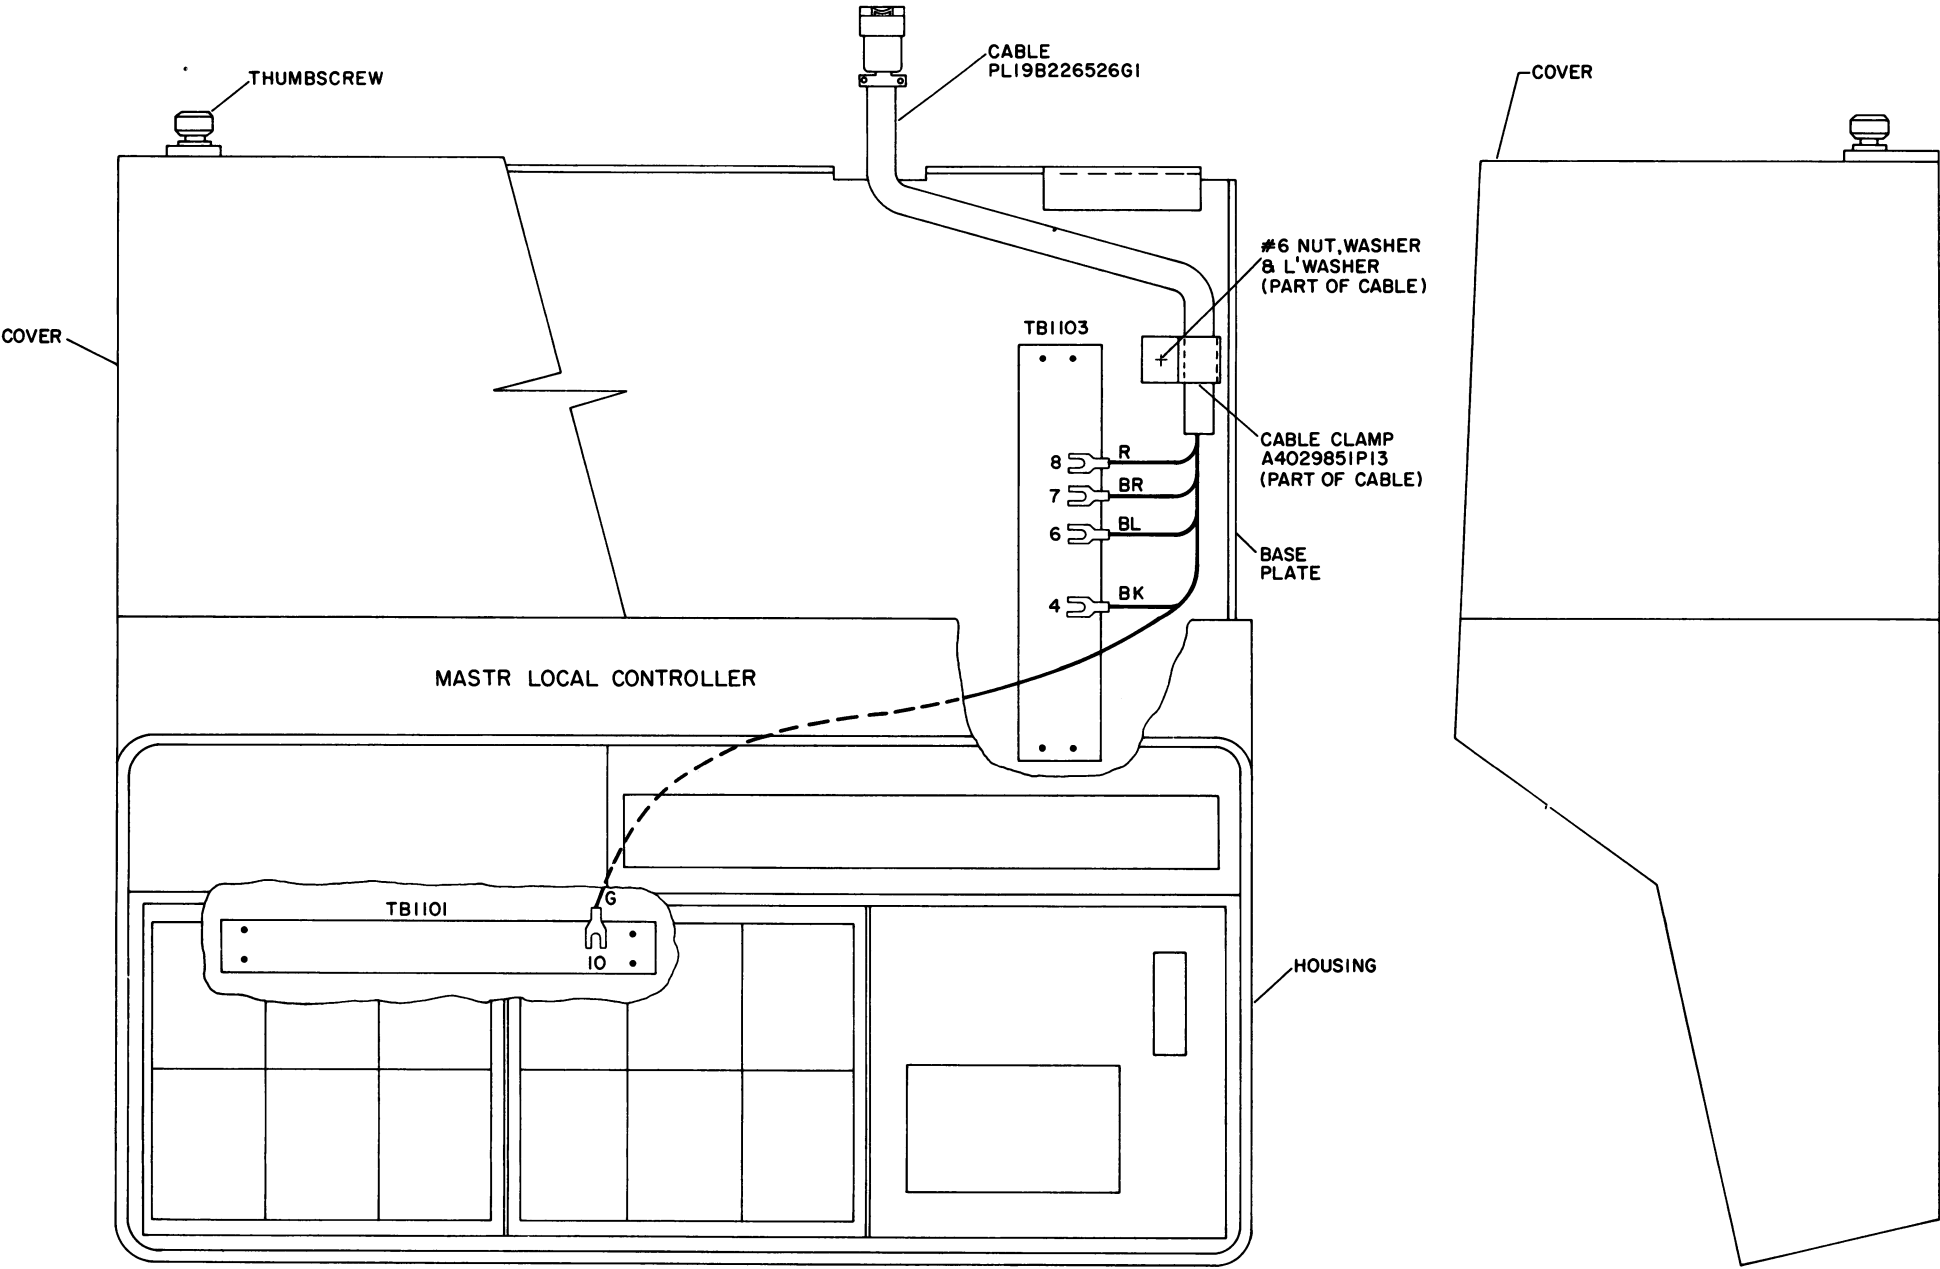 THUMBSCREW
CABLE
PL19B226526G1
COVER
#6 NUT,WASHER
& L'WASHER
(PART OF CABLE)
COVER
TB1103
CABLE CLAMP
A4029851P13
(PART OF CABLE)
8 R
7 BR
6 BL
4 BK
BASE
PLATE
MASTR LOCAL CONTROLLER
G
TB1101
10
HOUSING